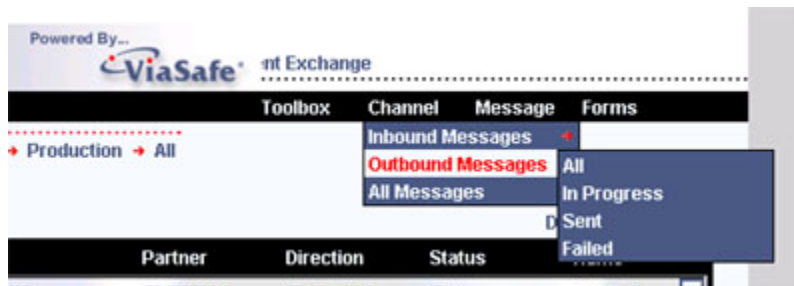 Powered By...
ViaSafe nt Exchange
Toolbox Channel Message Forms
Production All
Inbound Messages
Outbound Messages
All Messages
All
In Progress
Sent
Failed
D
Partner Direction Status